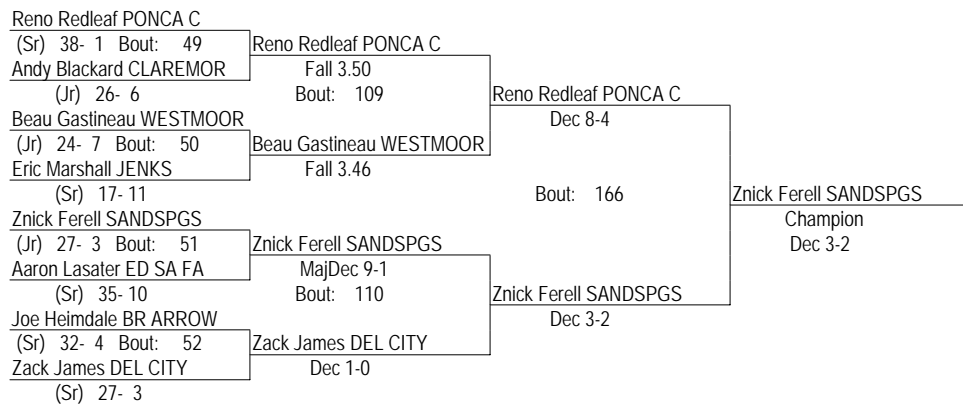 Reno Redleaf PONCA C
(Sr) 38- 1 Bout: 49
Reno Redleaf PONCA C
Andy Blackard CLAREMOR
Fall 3.50
(Jr) 26- 6
Bout: 109
Reno Redleaf PONCA C
Beau Gastineau WESTMOOR
Dec 8-4
(Jr) 24- 7 Bout: 50
Beau Gastineau WESTMOOR
Eric Marshall JENKS
Fall 3.46
(Sr) 17- 11
Bout: 166
Znick Ferell SANDSPGS
Znick Ferell SANDSPGS
Champion
(Jr) 27- 3 Bout: 51
Znick Ferell SANDSPGS
Dec 3-2
Aaron Lasater ED SA FA
MajDec 9-1
(Sr) 35- 10
Bout: 110
Znick Ferell SANDSPGS
Joe Heimdale BR ARROW
Dec 3-2
(Sr) 32- 4 Bout: 52
Zack James DEL CITY
Zack James DEL CITY
Dec 1-0
(Sr) 27- 3